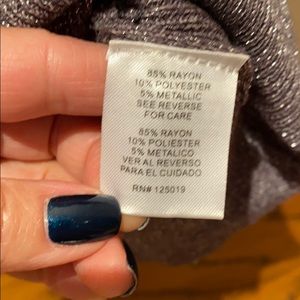 85% RAYON
10% POLYESTER
5% METALLIC
SEE REVERSE
FOR CARE
85% RAYON
10% POLIESTER
5% METALICO
VER AL REVERSO
PARA EL CUIDADO
RN# 125019